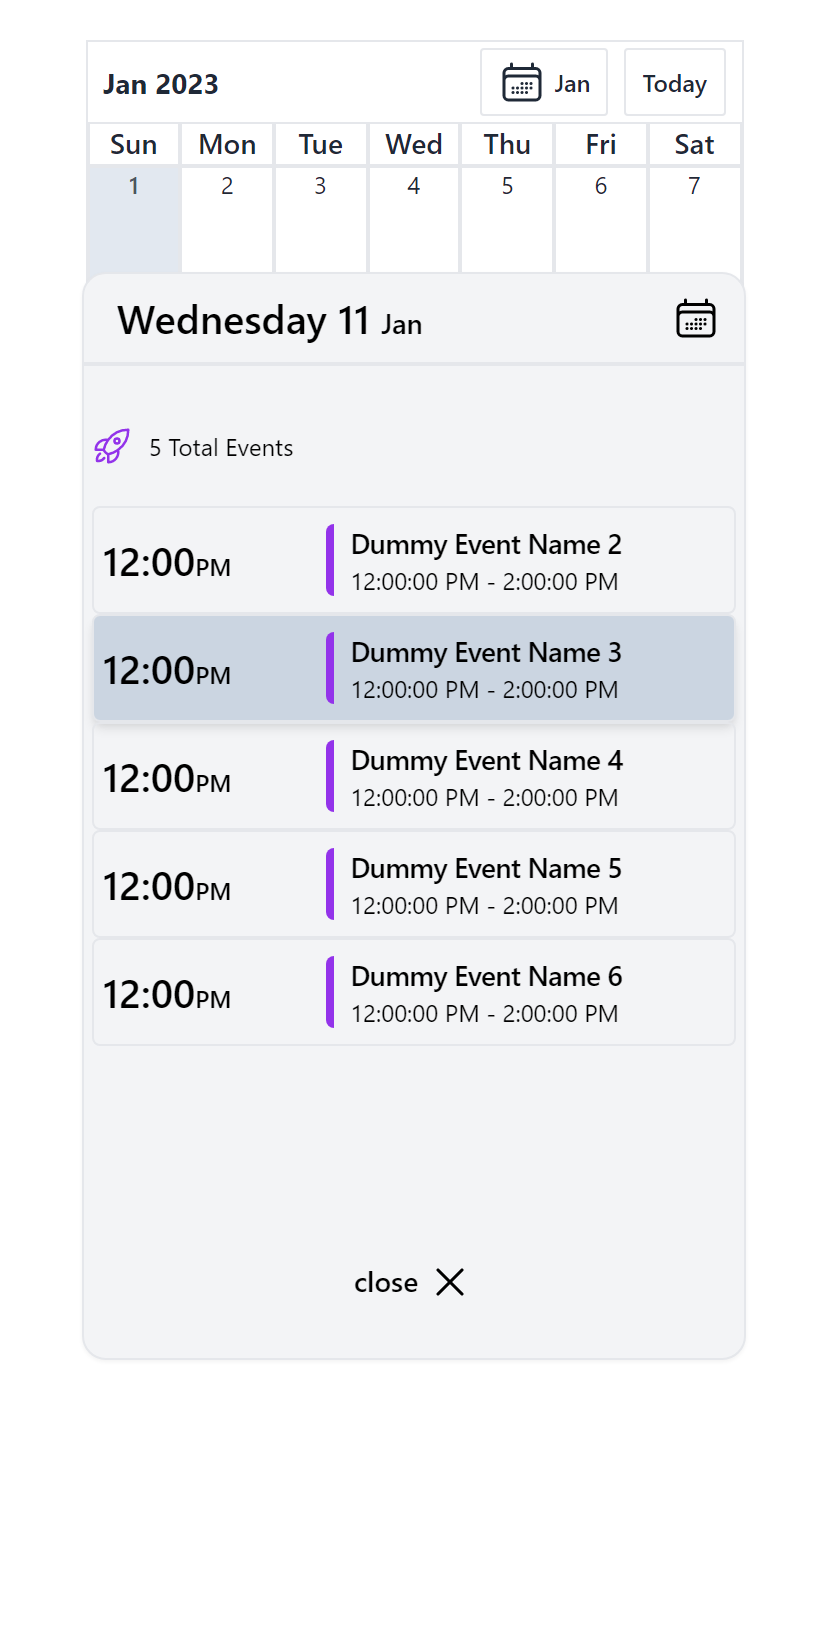 Jan 2023 Jan Today
Sun Mon Tue Wed Thu Fri Sat
1 2 3 4 5 6 7
Wednesday 11 Jan
5 Total Events
12:00PM Dummy Event Name 2
12:00:00 PM - 2:00:00 PM
12:00PM Dummy Event Name 3
12:00:00 PM - 2:00:00 PM
12:00PM Dummy Event Name 4
12:00:00 PM - 2:00:00 PM
12:00PM Dummy Event Name 5
12:00:00 PM - 2:00:00 PM
12:00PM Dummy Event Name 6
12:00:00 PM - 2:00:00 PM
close